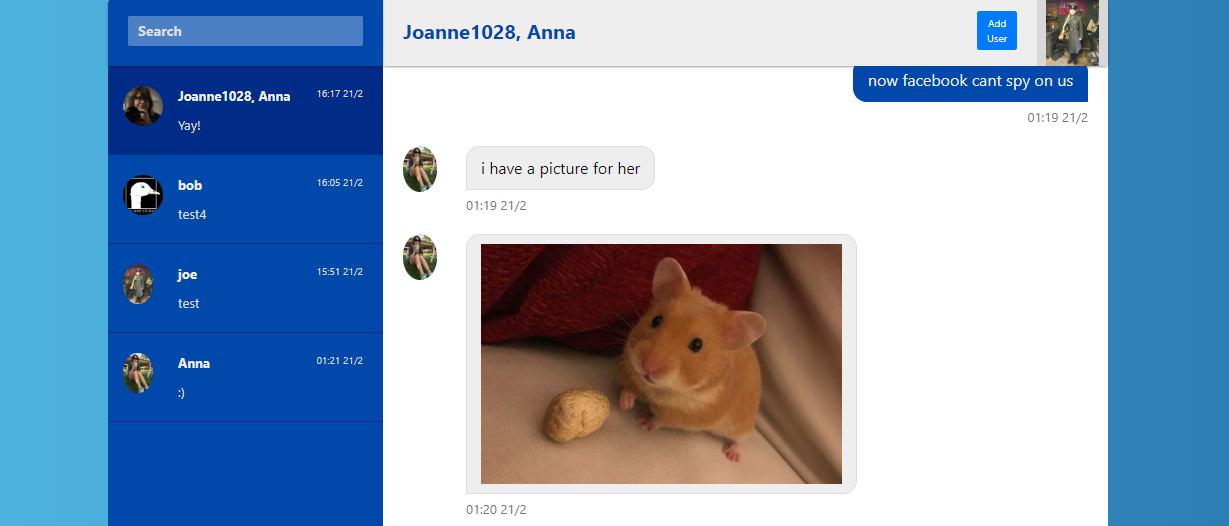 Search
Joanne1028, Anna
16:17 21/2
Yay!
bob
16:05 21/2
test4
joe
15:51 21/2
test
Anna
01:21 21/2
:)
Joanne1028, Anna
Add
User
now facebook cant spy on us
01:19 21/2
i have a picture for her
01:19 21/2
01:20 21/2